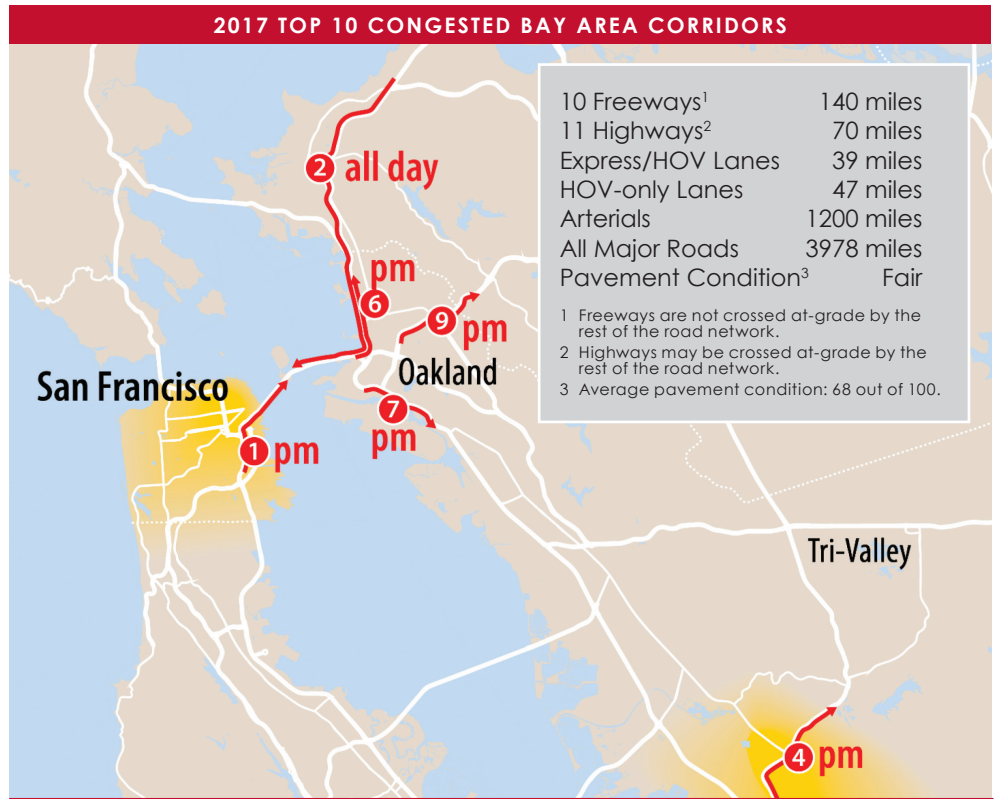 2017 TOP 10 CONGESTED BAY AREA CORRIDORS
10 Freeways1 140 miles
11 Highways2 70 miles
Express/HOV Lanes 39 miles
HOV-only Lanes 47 miles
Arterials 1200 miles
All Major Roads 3978 miles
Pavement Condition3 Fair
1 Freeways are not crossed at-grade by the
rest of the road network.
2 Highways may be crossed at-grade by the
rest of the road network.
3 Average pavement condition: 68 out of 100.
2 all day
pm
6
9
pm
Oakland
San Francisco
7
pm
1 pm
Tri-Valley
4 pm